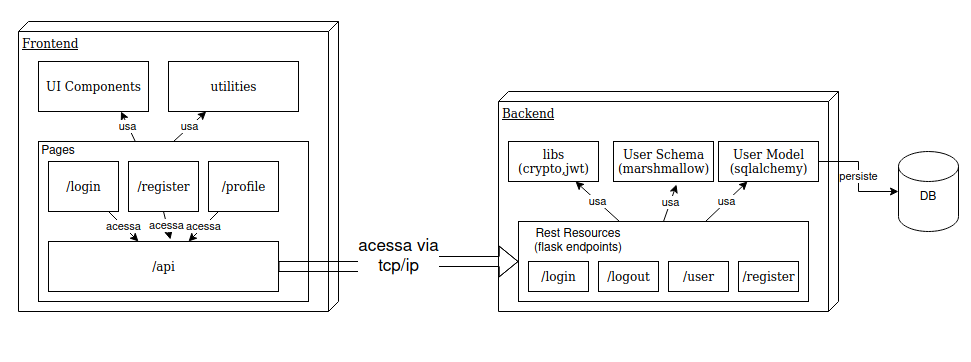 Frontend
UI Components
utilities
usa
usa
Pages
/login
/register
/profile
acessa
acessa
acessa
/api
acessa via
tcp/ip
Backend
libs
(crypto,jwt)
User Schema
(marshmallow)
User Model
(sqlalchemy)
persiste
DB
usa
usa
usa
Rest Resources
(flask endpoints)
/login
/logout
/user
/register